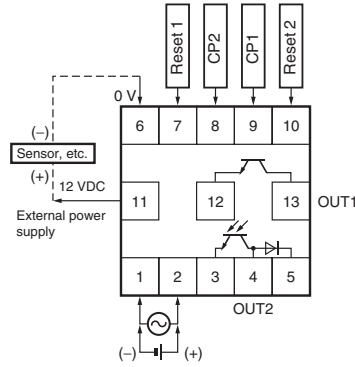 Reset 1
CP2
CP1
Reset 2
0 V
6 7 8 9 10
(−)
Sensor, etc.
(+)
12 VDC
11 12 13
OUT1
External power
supply
1 2 3 4 5
OUT2
(−) (+)